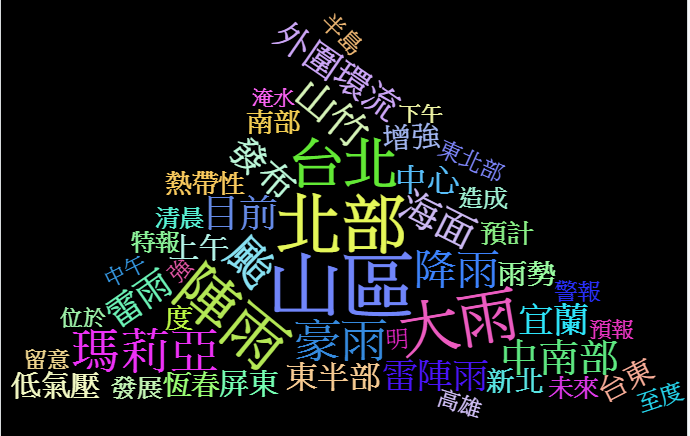 半島
外圍環流
淹水
山竹
下午
南部
增強
東北部
發布
台北
中心
熱帶性
造成
清晨
目前
北部
海面
預計
特報
上午
颱
中午
強
雷雨
陣雨
山區
降雨
雨勢
警報
位於
度
豪雨
明
大雨
宜蘭
預報
留意
瑪莉亞
中南部
低氣壓
發展
恆春
屏東
東半部
雷陣雨
新北
未來
台東
高雄
至度